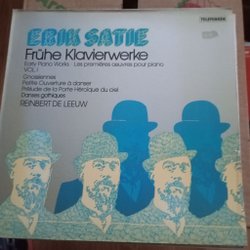 TELEFUNKEN
ERIK SATIE
Frühe Klavierwerke
Early Piano Works · Les premières œuvres pour piano
VOL. I
Gnossiennes
Petite Ouverture à danser
Prélude de la Porte Héroïque du ciel
Danses gothiques
REINBERT DE LEEUW